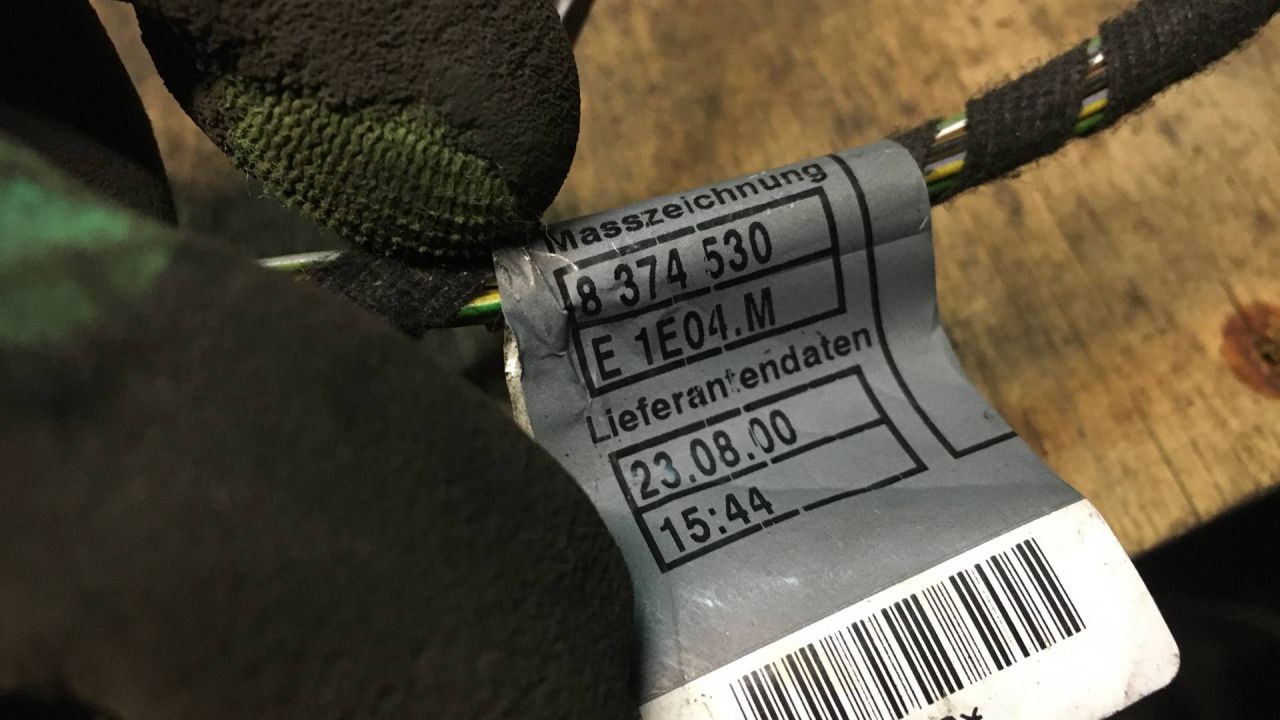 Masszeichnung
8 374 530
E 1E04.M
Lieferantendaten
23.08.00
15:44